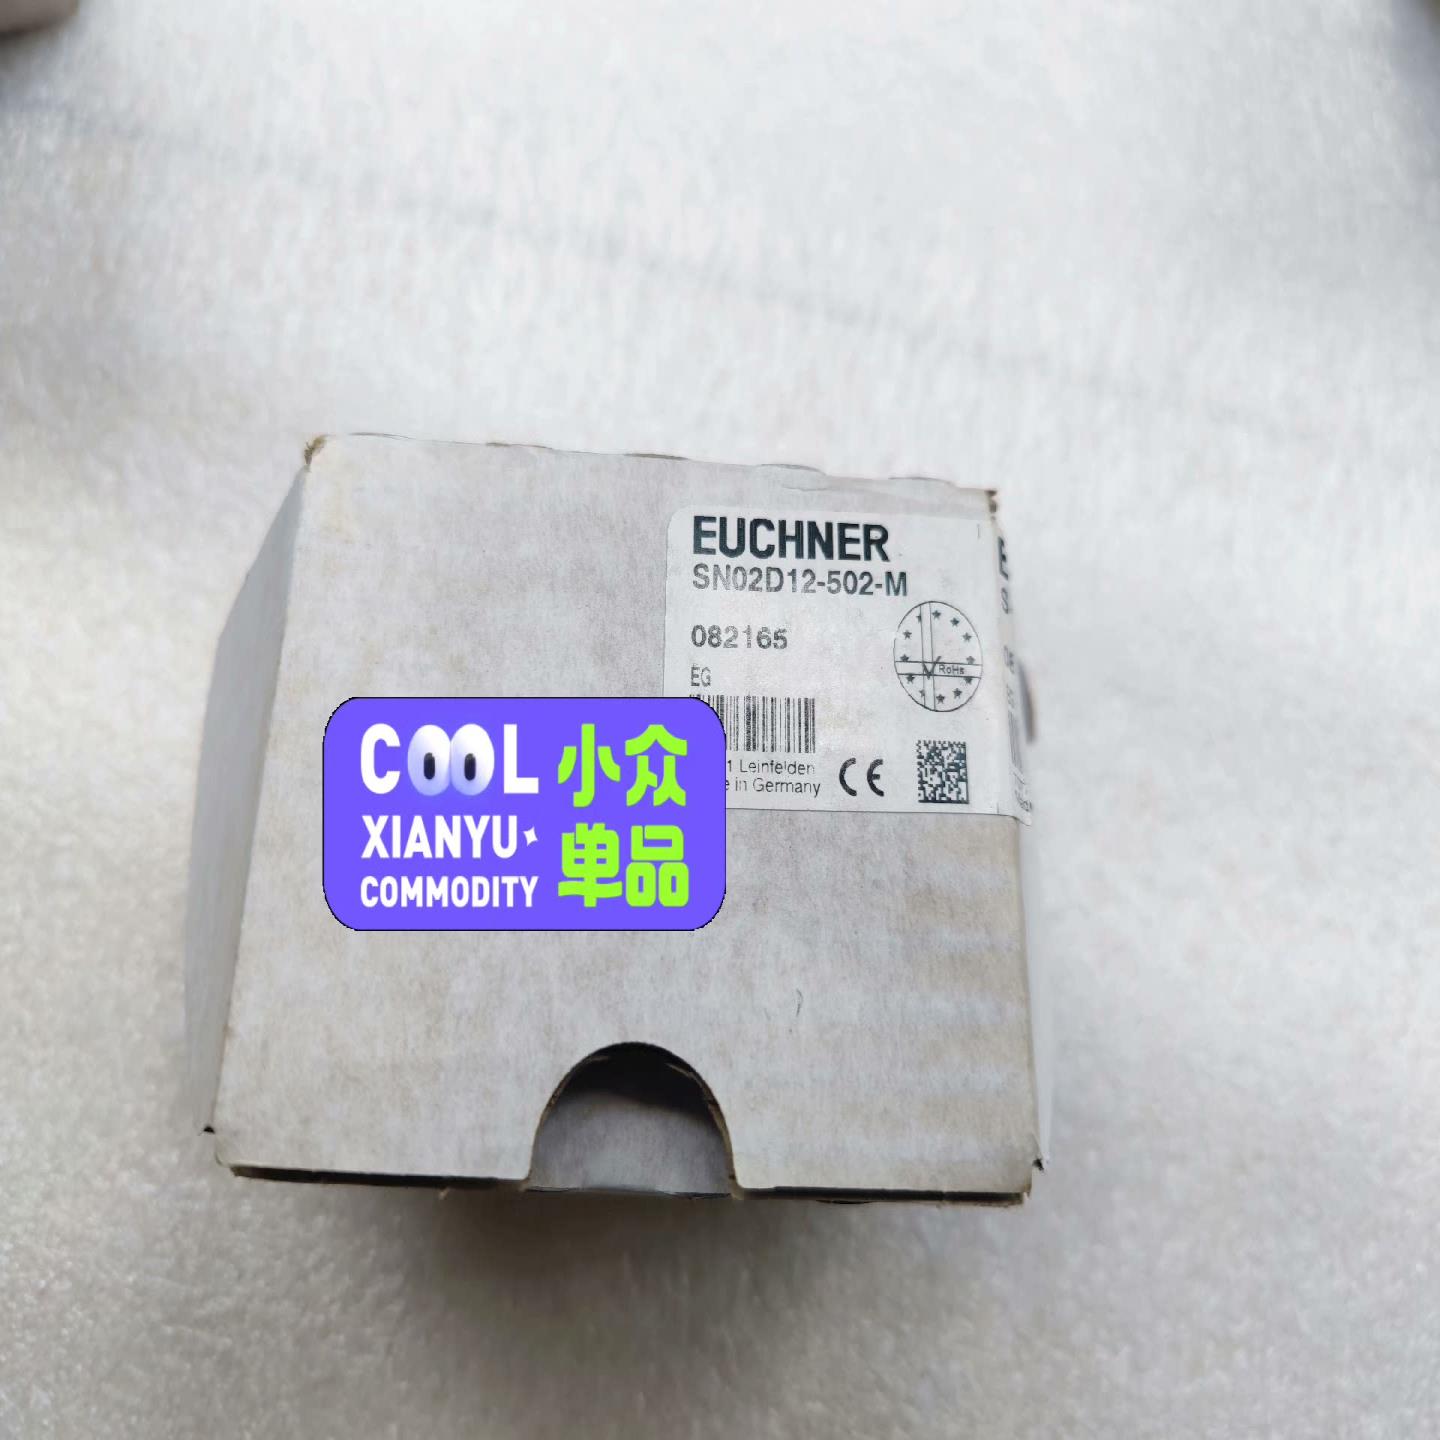 EUCHNER
SN02D12-502-M
082165
EG
RoHs
1 Leinfelden
in Germany
CE
COOL
小众
XIANYU
单品
COMMODITY